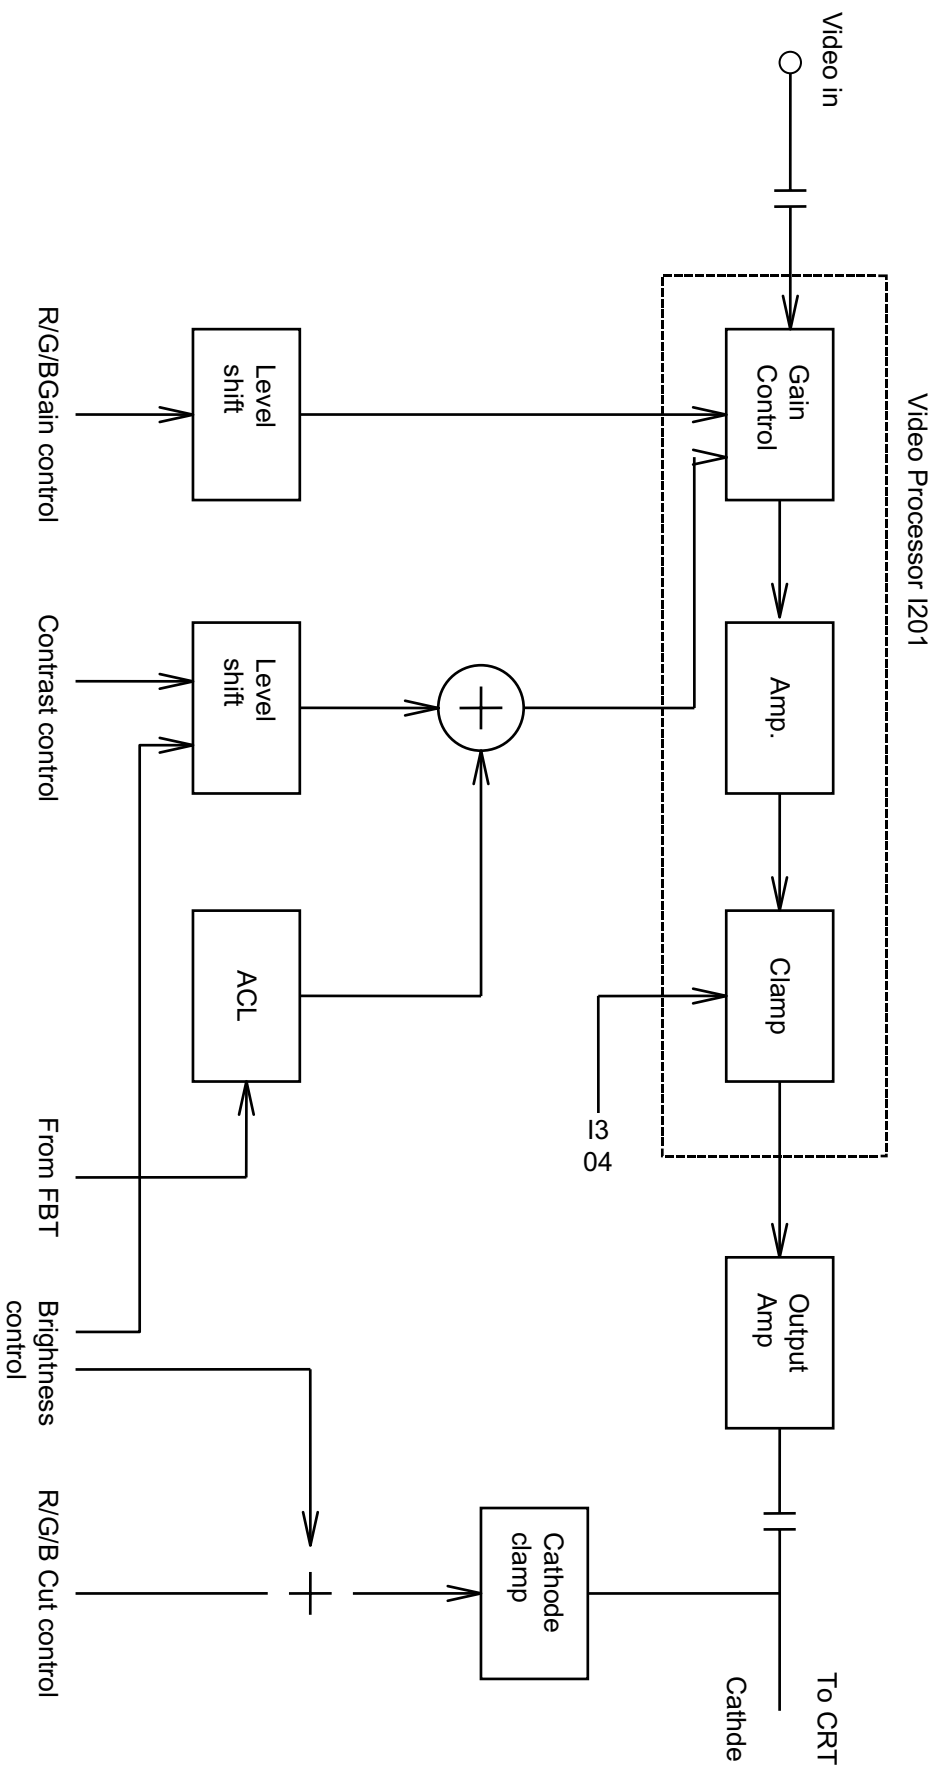 Video Processor I201
Video in
Gain
Control
Amp.
Clamp
Output
Amp
To CRT
Cathde
I3
04
Cathode
clamp
Level
shift
Level
shift
ACL
R/G/BGain control
Contrast control
From FBT
Brightness
control
R/G/B Cut control